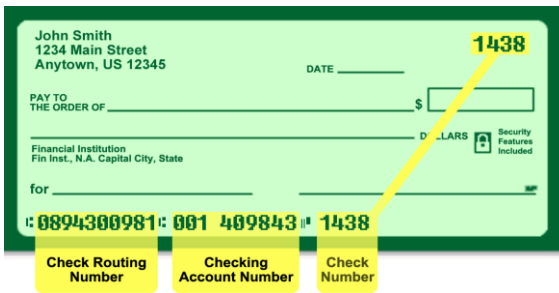 John Smith
1234 Main Street
Anytown, US 12345
1438
DATE
PAY TO
THE ORDER OF
$
DOLLARS
Security
Features
Included
Financial Institution
Fin Inst., N.A. Capital City, State
for
⑆0894300981⑆ 001 409843⑈ 1438
Check Routing
Number
Checking
Account Number
Check
Number